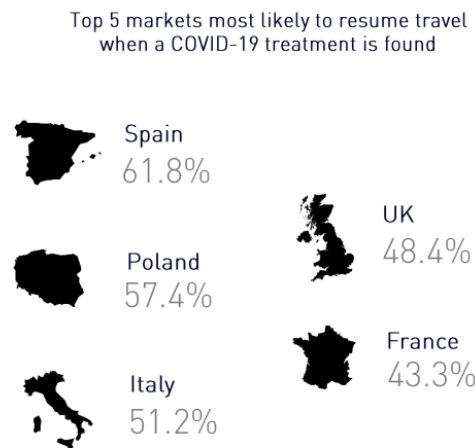 Top 5 markets most likely to resume travel
when a COVID-19 treatment is found
Spain
61.8%
Poland
57.4%
Italy
51.2%
UK
48.4%
France
43.3%